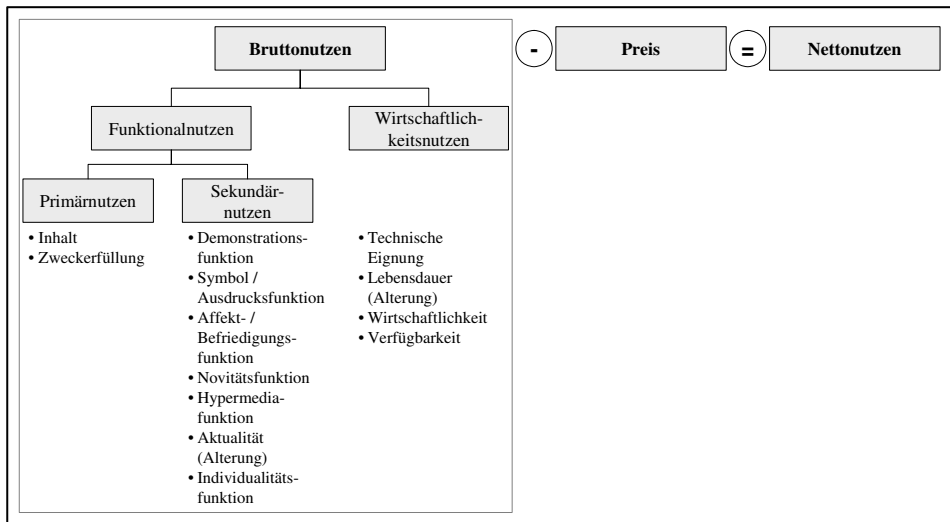 Bruttonutzen
-
Preis
=
Nettonutzen
Funktionalnutzen
Wirtschaftlich-
keitsnutzen
Primärnutzen
Sekundär-
nutzen
• Inhalt
• Zweckerfüllung
• Demonstrations-
funktion
• Symbol /
Ausdrucksfunktion
• Affekt- /
Befriedigungs-
funktion
• Novitätsfunktion
• Hypermedia-
funktion
• Aktualität
(Alterung)
• Individualitäts-
funktion
• Technische
Eignung
• Lebensdauer
(Alterung)
• Wirtschaftlichkeit
• Verfügbarkeit